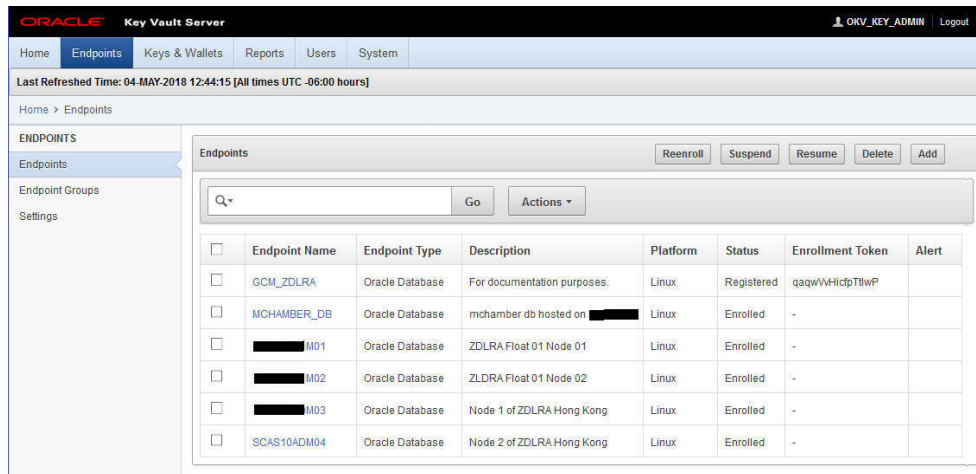 ORACLE Key Vault Server OKV_KEY_ADMIN Logout
Home Endpoints Keys & Wallets Reports Users System
Last Refreshed Time: 04-MAY-2018 12:44:15 [All times UTC -06:00 hours]
Home > Endpoints
ENDPOINTS
Endpoints
Endpoint Groups
Settings
Endpoints Reenroll Suspend Resume Delete Add
Go Actions
Endpoint Name Endpoint Type Description Platform Status Enrollment Token Alert
GCM_ZDLRA Oracle Database For documentation purposes. Linux Registered
MCHAMBER_DB Oracle Database mchamber db hosted on Linux Enrolled -
M01 Oracle Database ZDLRA Float 01 Node 01 Linux Enrolled -
M02 Oracle Database ZLDRA Float 01 Node 02 Linux Enrolled -
M03 Oracle Database Node 1 of ZDLRA Hong Kong Linux Enrolled -
SCAS10ADM04 Oracle Database Node 2 of ZDLRA Hong Kong Linux Enrolled -